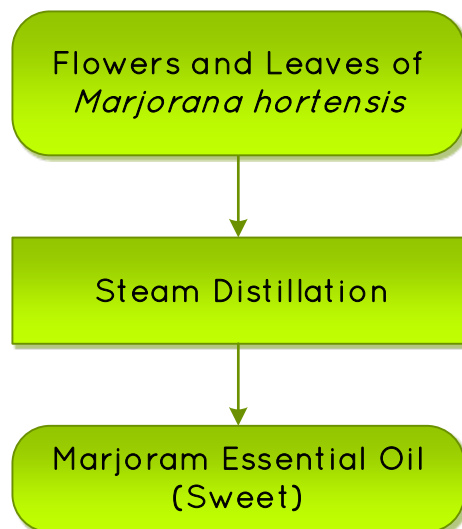 Flowers and Leaves of
Marjorana hortensis
Steam Distillation
Marjoram Essential Oil
(Sweet)